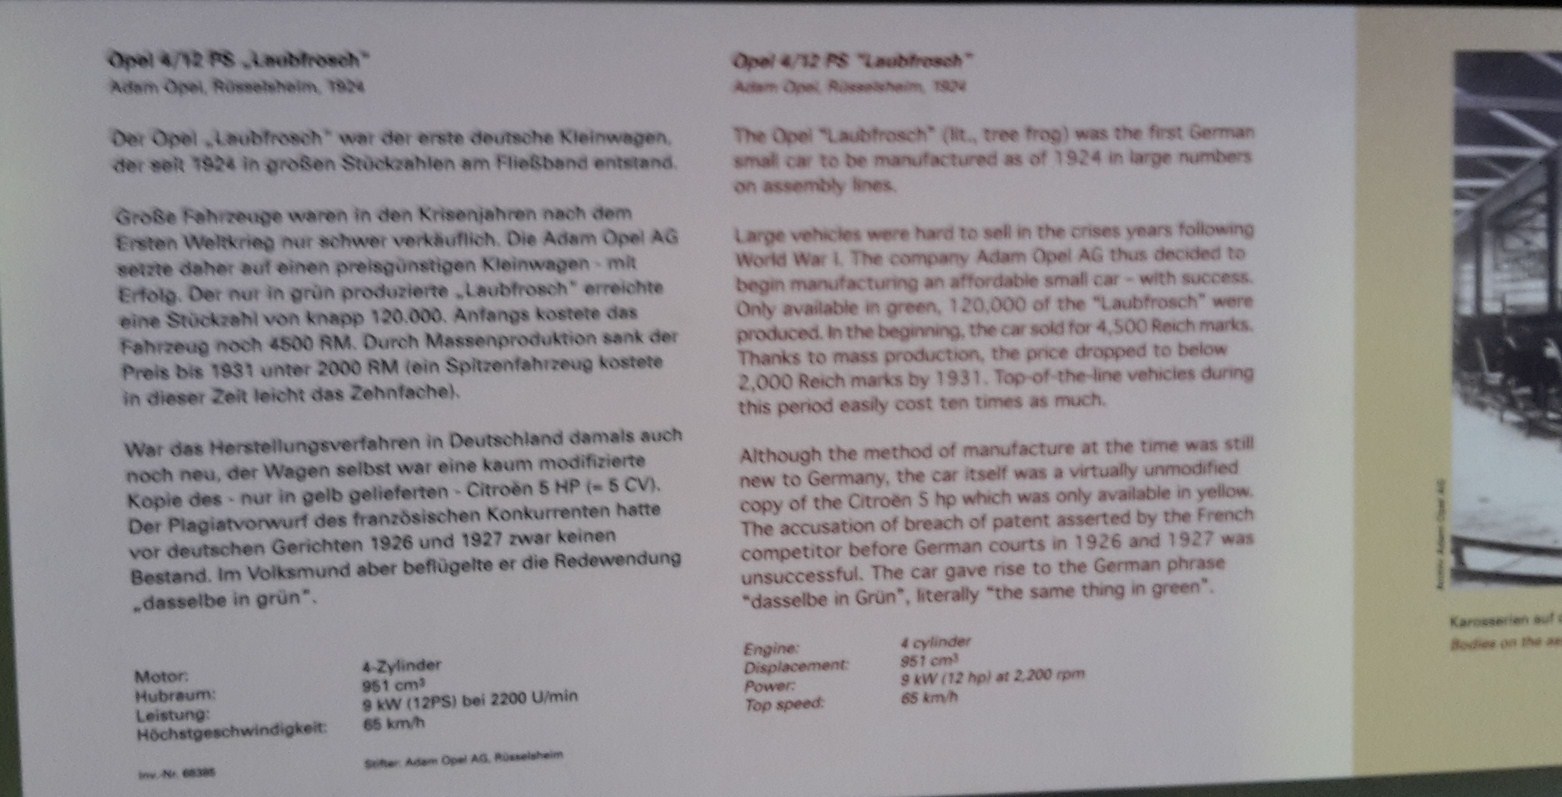 Opel 4/12 PS „Laubfrosch"
Adam Opel, Rüsselsheim, 1924
Der Opel „Laubfrosch" war der erste deutsche Kleinwagen,
der seit 1924 in großen Stückzahlen am Fließband entstand.
Große Fahrzeuge waren in den Krisenjahren nach dem
Ersten Weltkrieg nur schwer verkäuflich. Die Adam Opel AG
setzte daher auf einen preisgünstigen Kleinwagen - mit
Erfolg. Der nur in grün produzierte „Laubfrosch" erreichte
eine Stückzahl von knapp 120.000. Anfangs kostete das
Fahrzeug noch 4500 RM. Durch Massenproduktion sank der
Preis bis 1931 unter 2000 RM (ein Spitzenfahrzeug kostete
in dieser Zeit leicht das Zehnfache).
War das Herstellungsverfahren in Deutschland damals auch
noch neu, der Wagen selbst war eine kaum modifizierte
Kopie des - nur in gelb gelieferten - Citroën 5 HP (= 5 CV).
Der Plagiatvorwurf des französischen Konkurrenten hatte
vor deutschen Gerichten 1926 und 1927 zwar keinen
Bestand. Im Volksmund aber beflügelte er die Redewendung
„dasselbe in grün".
Motor: 4-Zylinder
Hubraum: 951 cm³
Leistung: 9 kW (12PS) bei 2200 U/min
Höchstgeschwindigkeit: 65 km/h
Inv.-Nr. 68385 Stifter: Adam Opel AG, Rüsselsheim
Opel 4/12 PS "Laubfrosch"
Adam Opel, Rüsselsheim, 1924
The Opel "Laubfrosch" (lit., tree frog) was the first German
small car to be manufactured as of 1924 in large numbers
on assembly lines.
Large vehicles were hard to sell in the crises years following
World War I. The company Adam Opel AG thus decided to
begin manufacturing an affordable small car – with success.
Only available in green, 120,000 of the "Laubfrosch" were
produced. In the beginning, the car sold for 4,500 Reich marks.
Thanks to mass production, the price dropped to below
2,000 Reich marks by 1931. Top-of-the-line vehicles during
this period easily cost ten times as much.
Although the method of manufacture at the time was still
new to Germany, the car itself was a virtually unmodified
copy of the Citroën 5 hp which was only available in yellow.
The accusation of breach of patent asserted by the French
competitor before German courts in 1926 and 1927 was
unsuccessful. The car gave rise to the German phrase
"dasselbe in Grün", literally "the same thing in green".
Engine: 4 cylinder
Displacement: 951 cm³
Power: 9 kW (12 hp) at 2,200 rpm
Top speed: 65 km/h
Archiv Adam Opel AG
Karosserien auf
Bodies on the